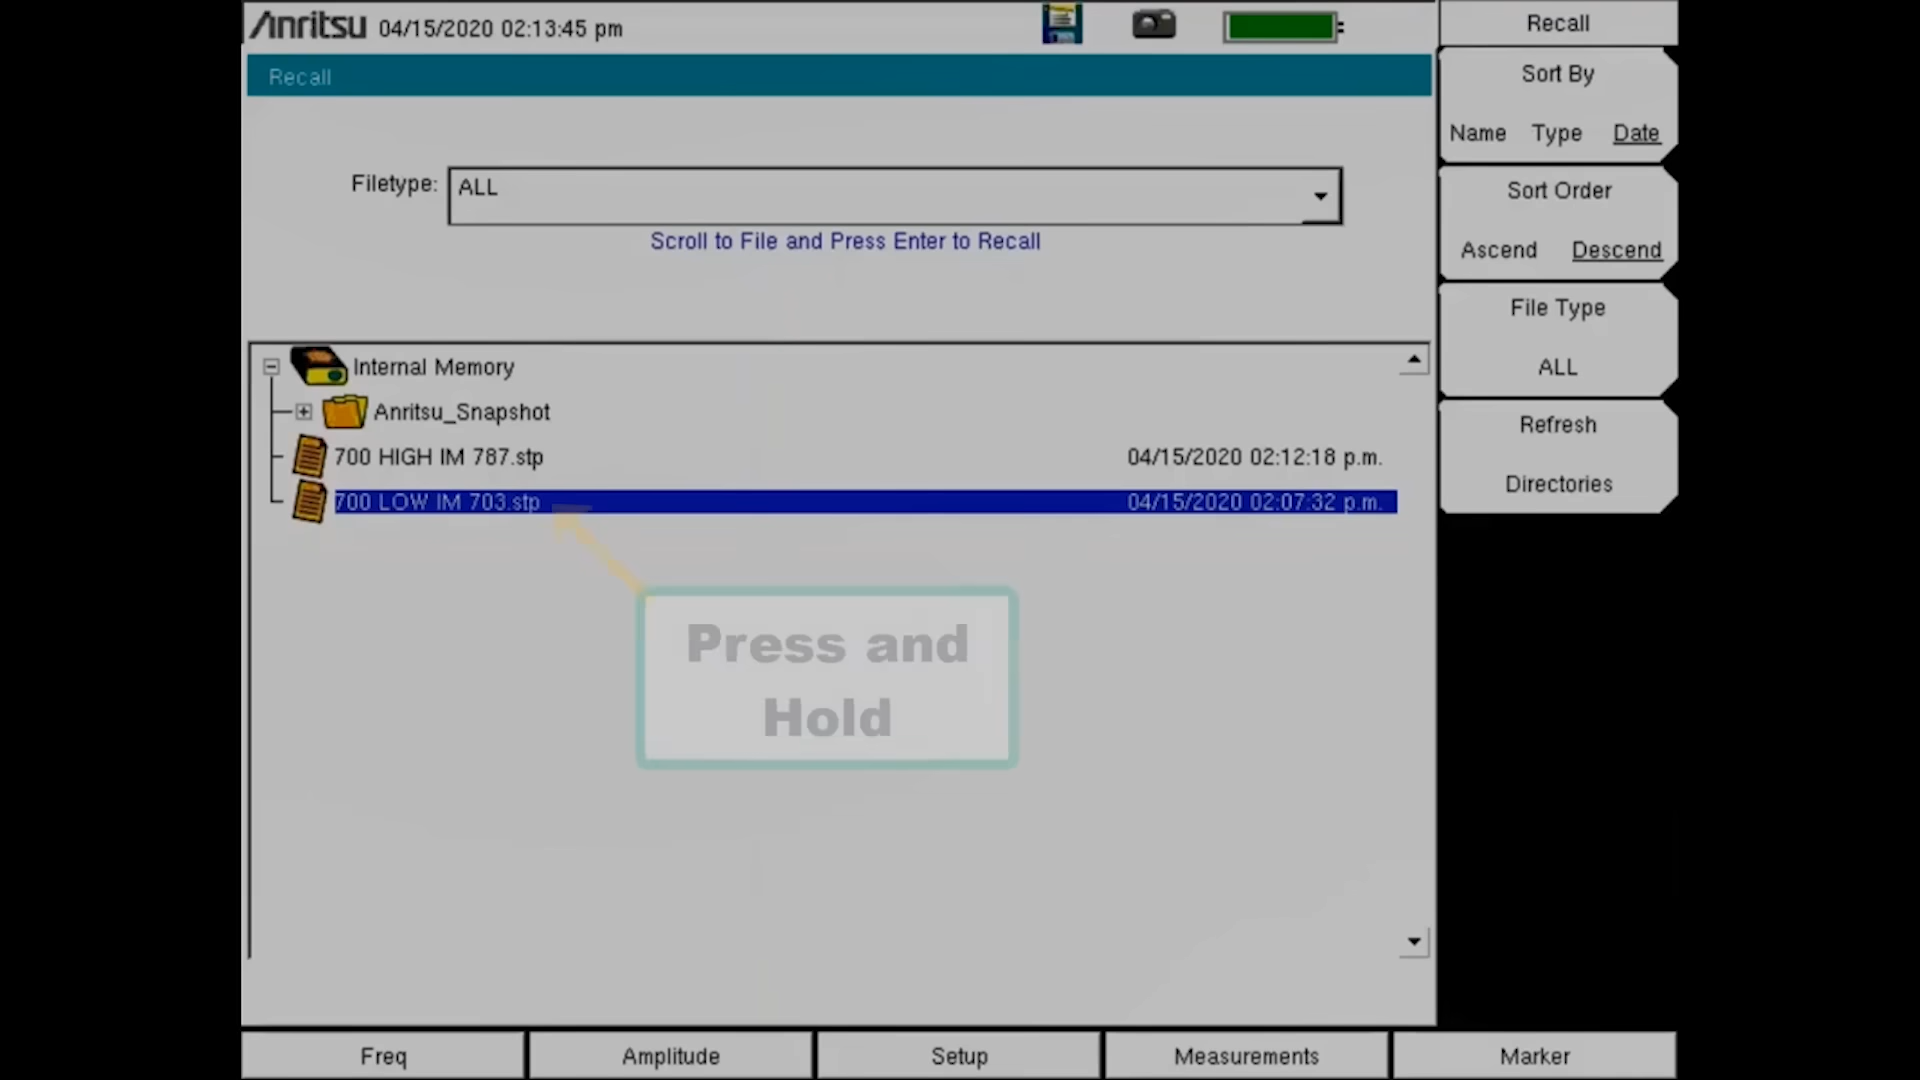 Anritsu 04/15/2020 02:13:45 pm
Recall
Filetype: ALL
Scroll to File and Press Enter to Recall
Internal Memory
Anritsu_Snapshot
700 HIGH IM 787.stp 04/15/2020 02:12:18 p.m.
700 LOW IM 703.stp 04/15/2020 02:07:32 p.m.
Press and
Hold
Recall
Sort By
Name Type Date
Sort Order
Ascend Descend
File Type
ALL
Refresh
Directories
Freq Amplitude Setup Measurements Marker